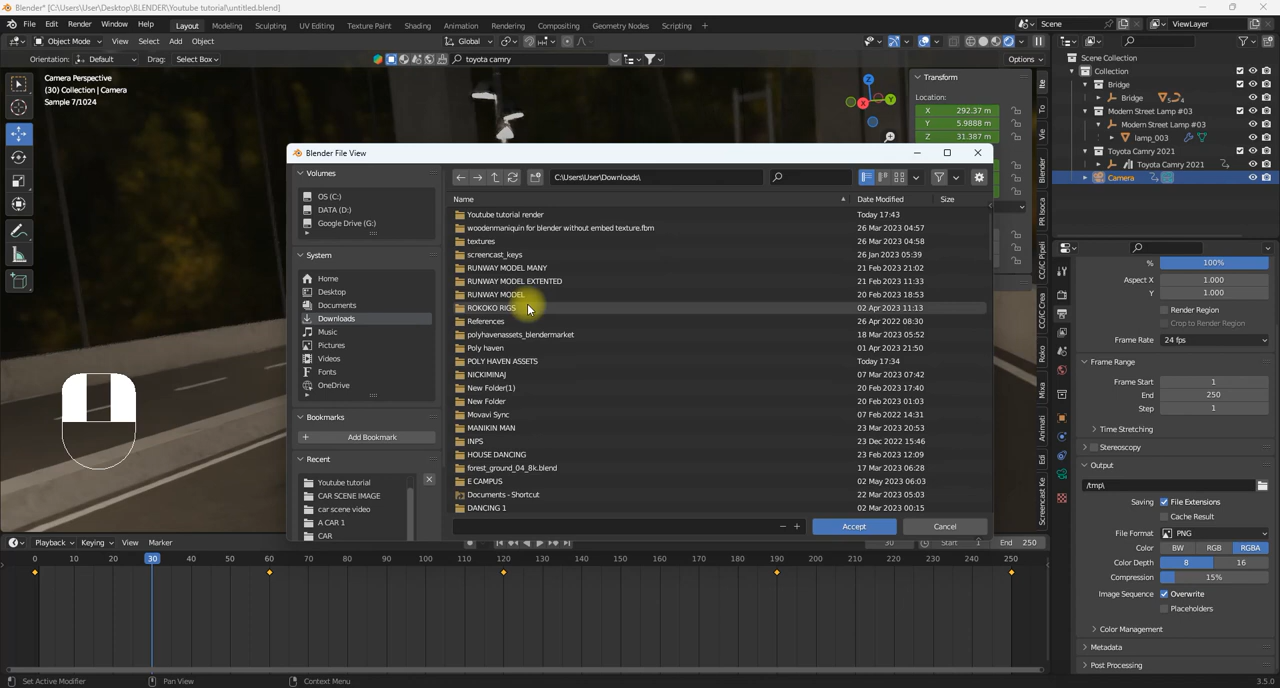 Blender* [C:\Users\User\Desktop\BLENDER\Youtube tutorial\untitled.blend]
File Edit Render Window Help Layout Modeling Sculpting UV Editing Texture Paint Shading Animation Rendering Compositing Geometry Nodes Scripting + Scene ViewLayer
Object Mode View Select Add Object Global
Orientation: Default Drag: Select Box toyota camry Options
Camera Perspective
(30) Collection | Camera
Sample 7/1024
Z
X
Y
Transform
Location:
X 292.37 m
Y 5.9888 m
Z 31.387 m
Ite
To
Vie
Blender
PR Isoca
CC/iC Pipeli
CC/iC Crea
Roko
Mixa
Animati
Edi
Screencast Ke
Scene Collection
Collection
Bridge
Bridge
Modern Street Lamp #03
Modern Street Lamp #03
lamp_003
Toyota Camry 2021
Toyota Camry 2021
Camera
Blender File View
Volumes
OS (C:)
DATA (D:)
Google Drive (G:)
System
Home
Desktop
Documents
Downloads
Music
Pictures
Videos
Fonts
OneDrive
Bookmarks
+ Add Bookmark
Recent
Youtube tutorial
CAR SCENE IMAGE
car scene video
A CAR 1
CAR
C:\Users\User\Downloads\
Name Date Modified Size
Youtube tutorial render Today 17:43
woodenmaniquin for blender without embed texture.fbm 26 Mar 2023 04:57
textures 26 Mar 2023 04:58
screencast_keys 26 Jan 2023 05:39
RUNWAY MODEL MANY 21 Feb 2023 21:02
RUNWAY MODEL EXTENTED 21 Feb 2023 11:33
RUNWAY MODEL 20 Feb 2023 18:53
ROKOKO RIGS 02 Apr 2023 11:13
References 26 Apr 2022 08:30
polyhavenassets_blendermarket 18 Mar 2023 05:52
Poly haven 01 Apr 2023 21:50
POLY HAVEN ASSETS Today 17:34
NICKIMINAJ 07 Mar 2023 07:42
New Folder(1) 20 Feb 2023 17:40
New Folder 20 Feb 2023 01:03
Movavi Sync 07 Feb 2022 14:31
MANIKIN MAN 23 Mar 2023 20:53
INPS 23 Dec 2022 15:46
HOUSE DANCING 23 Feb 2023 12:09
forest_ground_04_8k.blend 17 Mar 2023 06:28
E CAMPUS 02 May 2023 06:03
Documents - Shortcut 22 Mar 2023 05:03
DANCING 1 02 Mar 2023 00:15
− + Accept Cancel
% 100%
Aspect X 1.000
Y 1.000
Render Region
Crop to Render Region
Frame Rate 24 fps
Frame Range
Frame Start 1
End 250
Step 1
Time Stretching
Stereoscopy
Output
/tmp\
Saving File Extensions
Cache Result
File Format PNG
Color BW RGB RGBA
Color Depth 8 16
Compression 15%
Image Sequence Overwrite
Placeholders
Color Management
Metadata
Post Processing
Playback Keying View Marker 30 Start 1 End 250
0 10 20 30 40 50 60 70 80 90 100 110 120 130 140 150 160 170 180 190 200 210 220 230 240 250
Set Active Modifier Pan View Context Menu 3.5.0